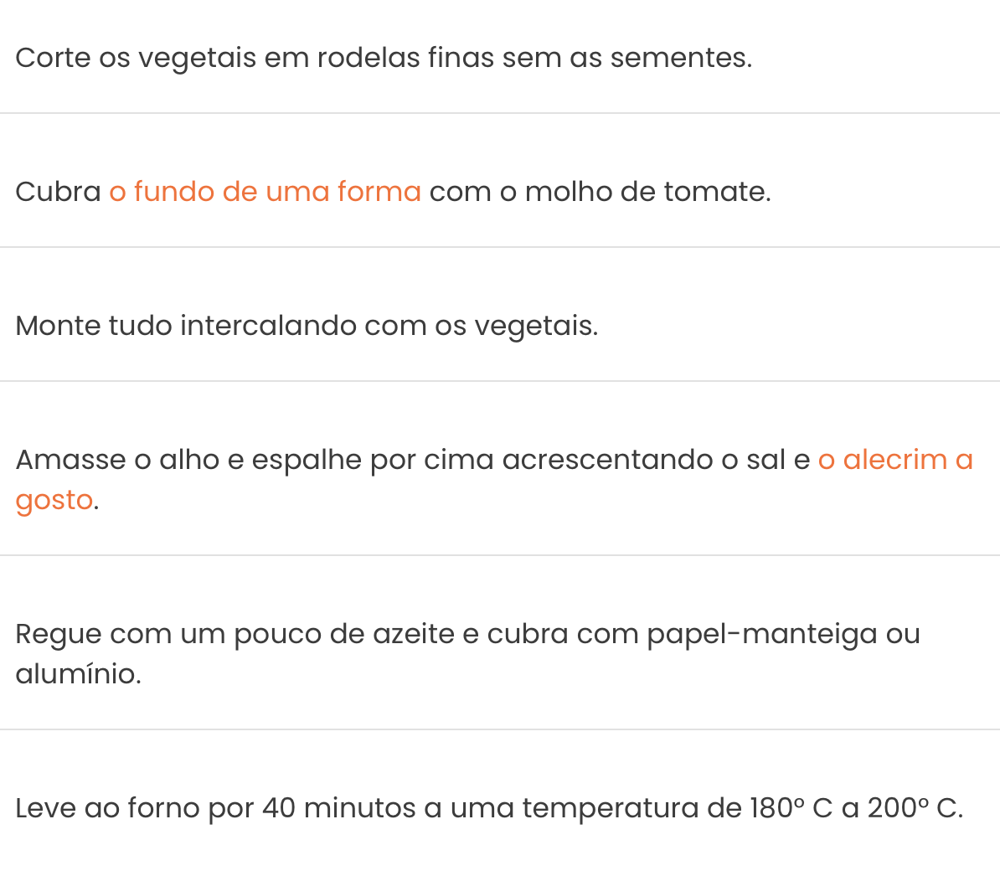 Corte os vegetais em rodelas finas sem as sementes.
Cubra o fundo de uma forma com o molho de tomate.
Monte tudo intercalando com os vegetais.
Amasse o alho e espalhe por cima acrescentando o sal e o alecrim a
gosto.
Regue com um pouco de azeite e cubra com papel-manteiga ou
alumínio.
Leve ao forno por 40 minutos a uma temperatura de 180º C a 200º C.